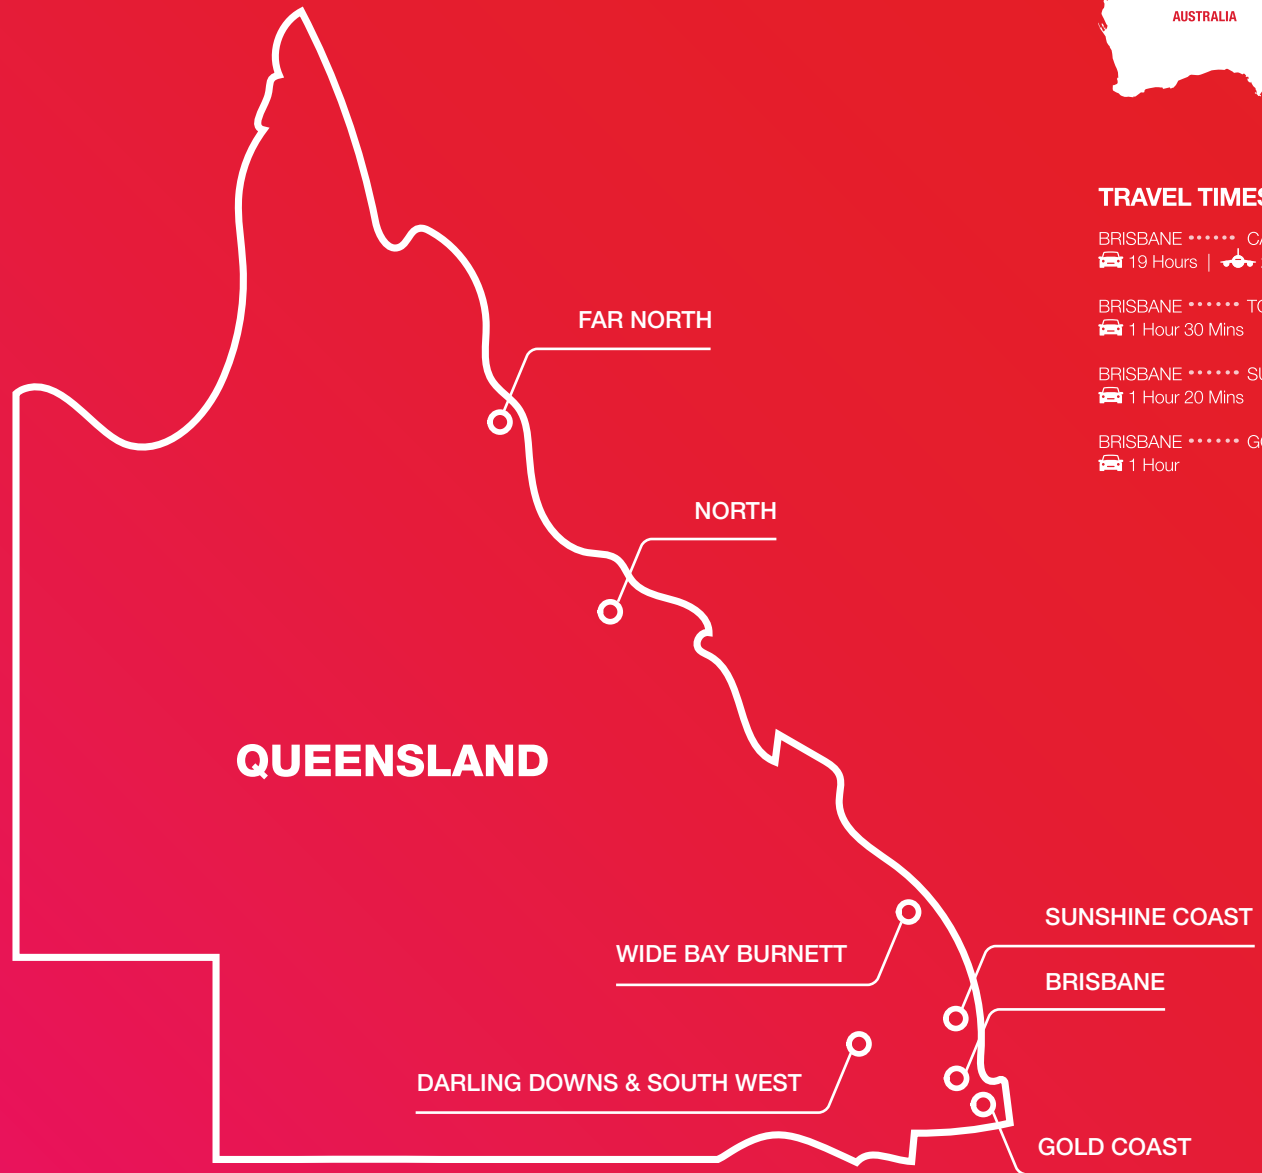 AUSTRALIA
TRAVEL TIMES
BRISBANE ······
19 Hours |
BRISBANE ······
1 Hour 30 Mins
BRISBANE ······
1 Hour 20 Mins
BRISBANE ······
1 Hour
FAR NORTH
NORTH
QUEENSLAND
SUNSHINE COAST
WIDE BAY BURNETT
BRISBANE
DARLING DOWNS & SOUTH WEST
GOLD COAST